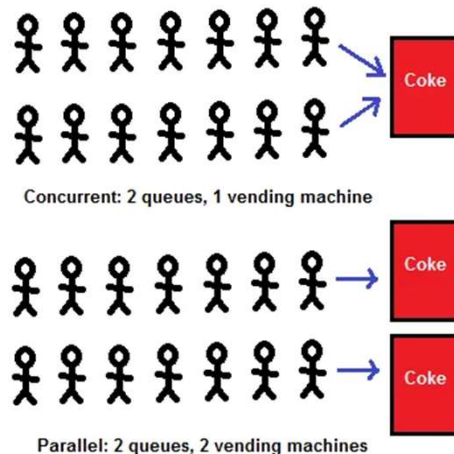 Coke
Concurrent: 2 queues, 1 vending machine
Coke
Coke
Parallel: 2 queues, 2 vending machines